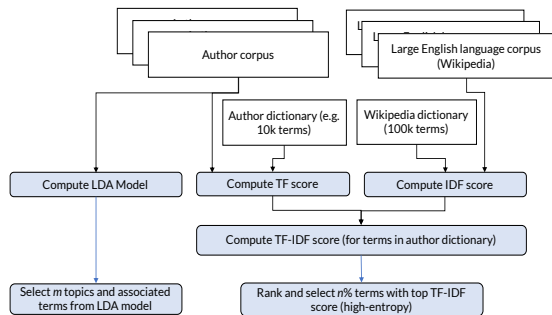 Author corpus
Large English language corpus
(Wikipedia)
Author dictionary (e.g.
10k terms)
Wikipedia dictionary
(100k terms)
Compute LDA Model
Compute TF score
Compute IDF score
Compute TF-IDF score (for terms in author dictionary)
Select m topics and associated
terms from LDA model
Rank and select n% terms with top TF-IDF
score (high-entropy)